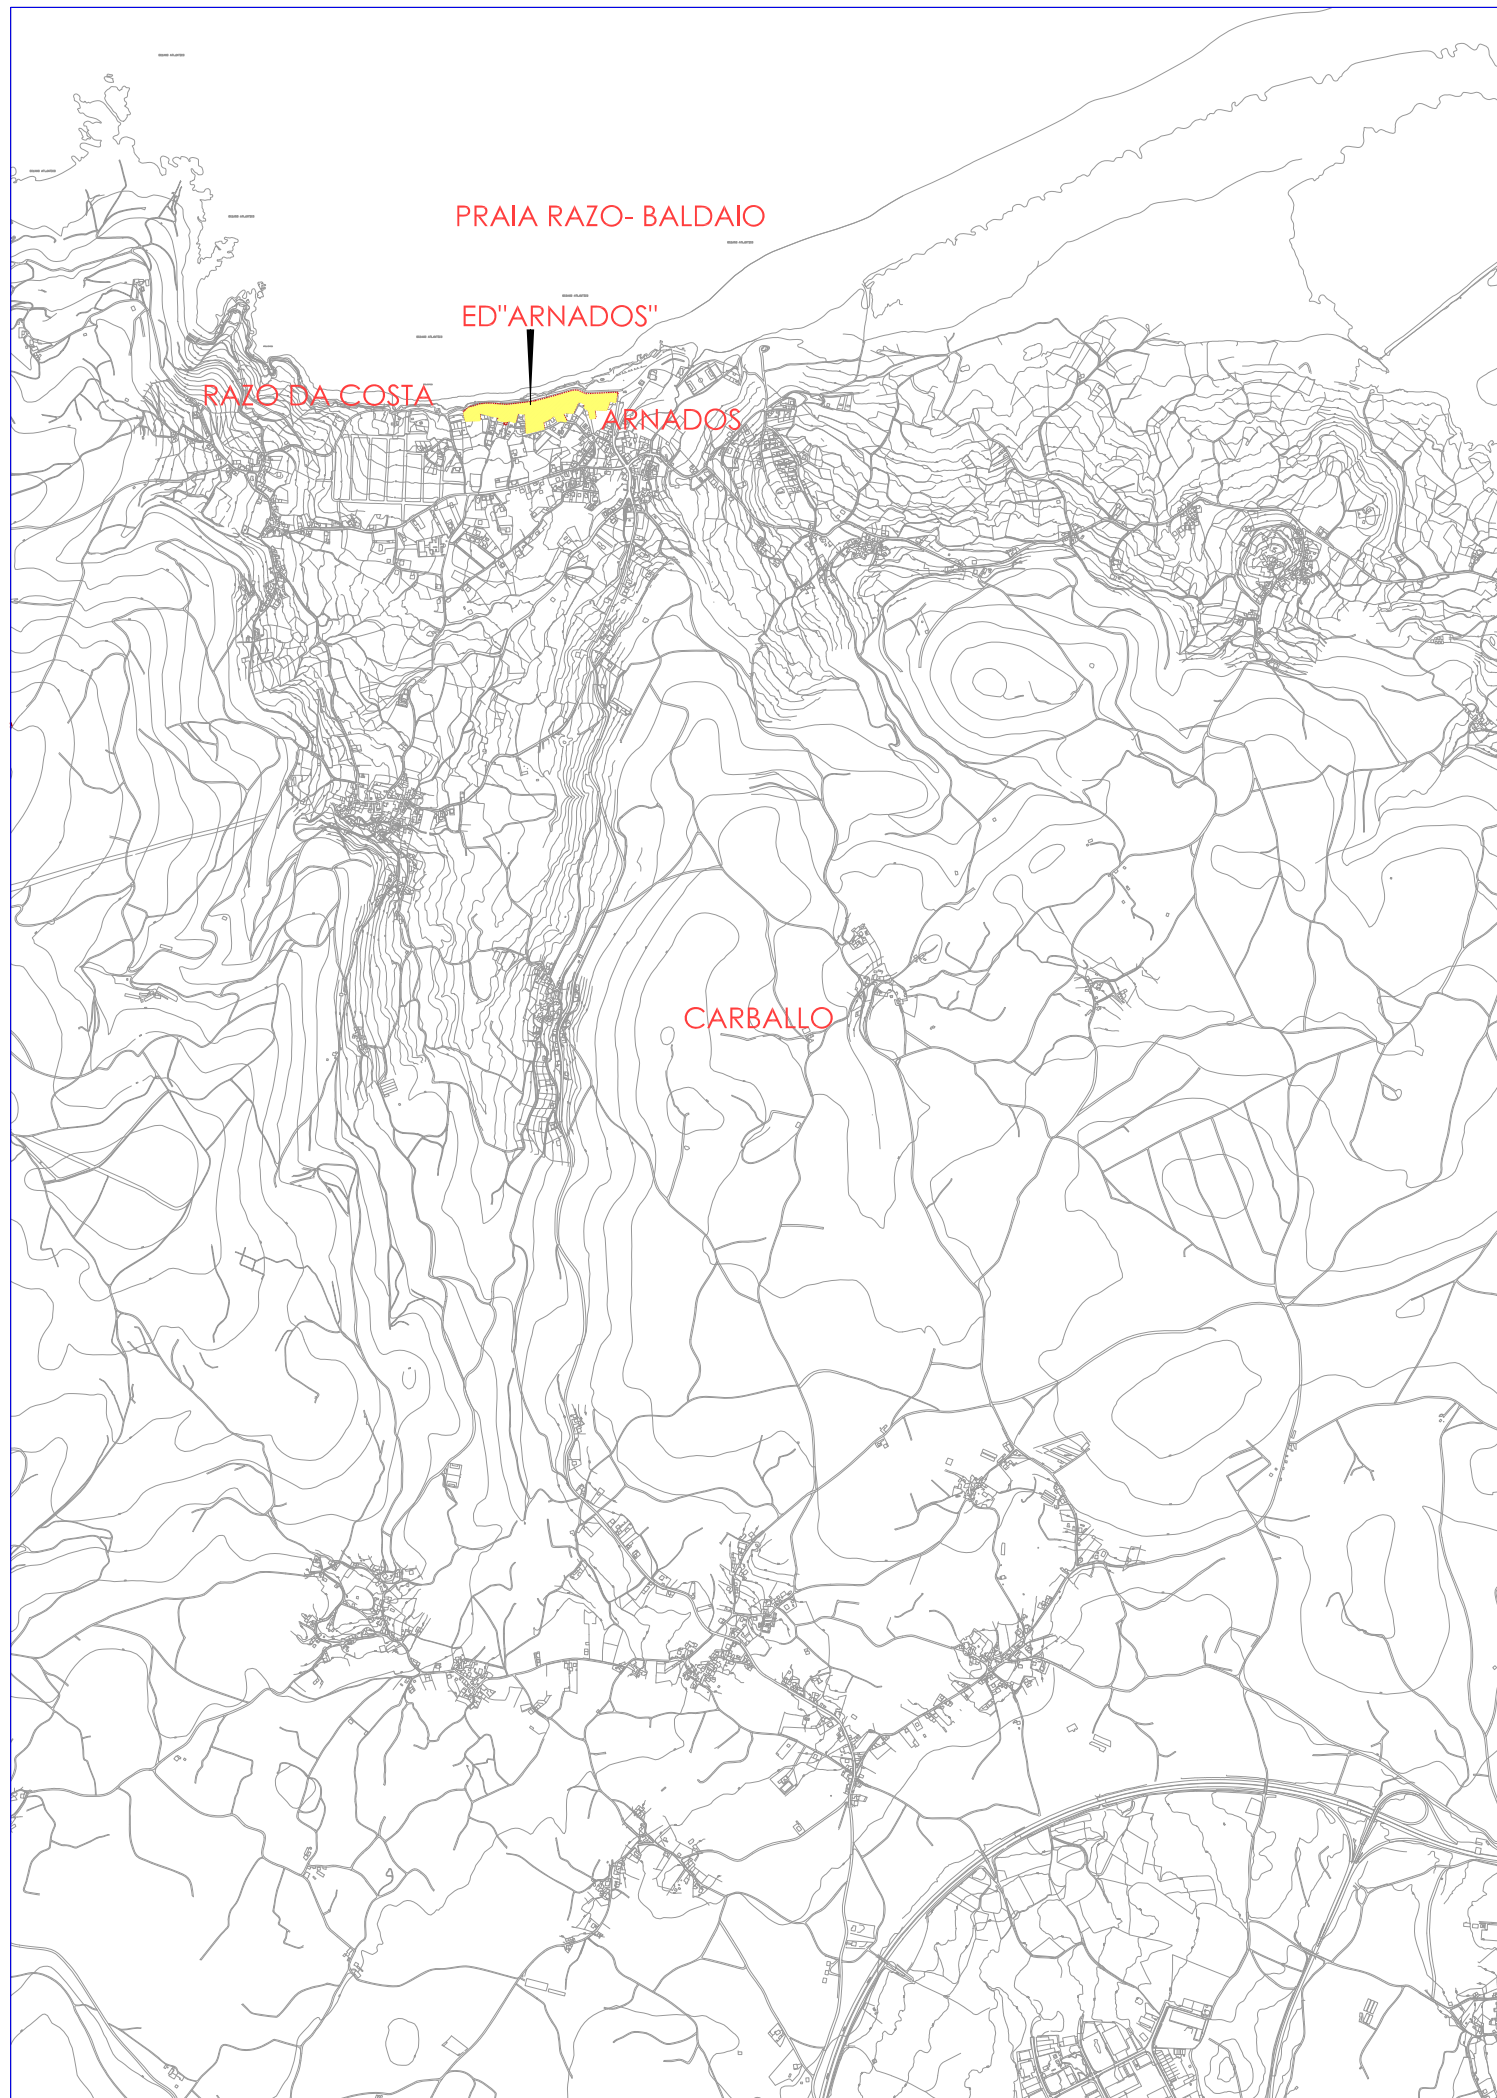 PRAIA RAZO- BALDAIO
ED"ARNADOS"
RAZO DA COSTA
ARNADOS
CARBALLO